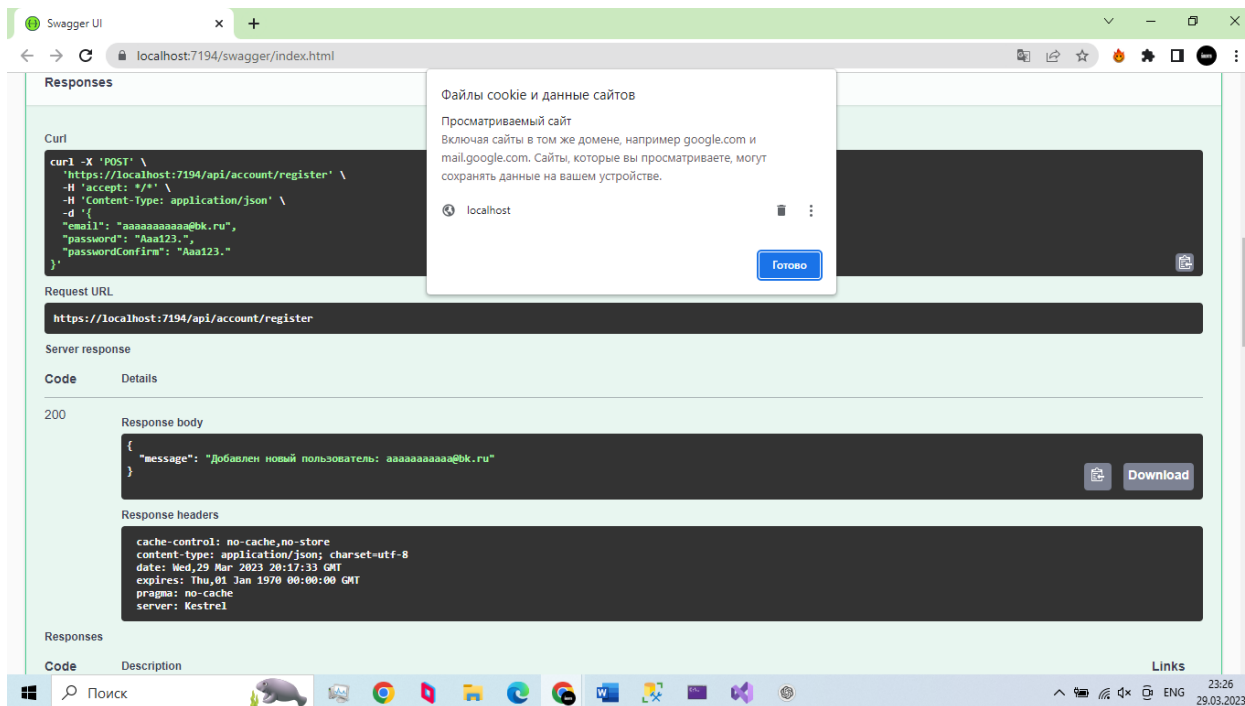 Swagger UI
localhost:7194/swagger/index.html
Responses
Файлы cookie и данные сайтов
Просматриваемый сайт
Включая сайты в том же домене, например google.com и
mail.google.com. Сайты, которые вы просматриваете, могут
сохранять данные на вашем устройстве.
localhost
Готово
Curl
curl -X 'POST' \
'https://localhost:7194/api/account/register' \
-H 'accept: */*' \
-H 'Content-Type: application/json' \
-d '{
"email": "aaaaaaaaaaa@bk.ru",
"password": "Aaa123.",
"passwordConfirm": "Aaa123."
}'
Request URL
https://localhost:7194/api/account/register
Server response
Code Details
200
Response body
{
"message": "Добавлен новый пользователь: aaaaaaaaaaa@bk.ru"
}
Download
Response headers
cache-control: no-cache,no-store
content-type: application/json; charset=utf-8
date: Wed,29 Mar 2023 20:17:33 GMT
expires: Thu,01 Jan 1970 00:00:00 GMT
pragma: no-cache
server: Kestrel
Responses
Code Description Links
Поиск
ENG
23:26
29.03.2023